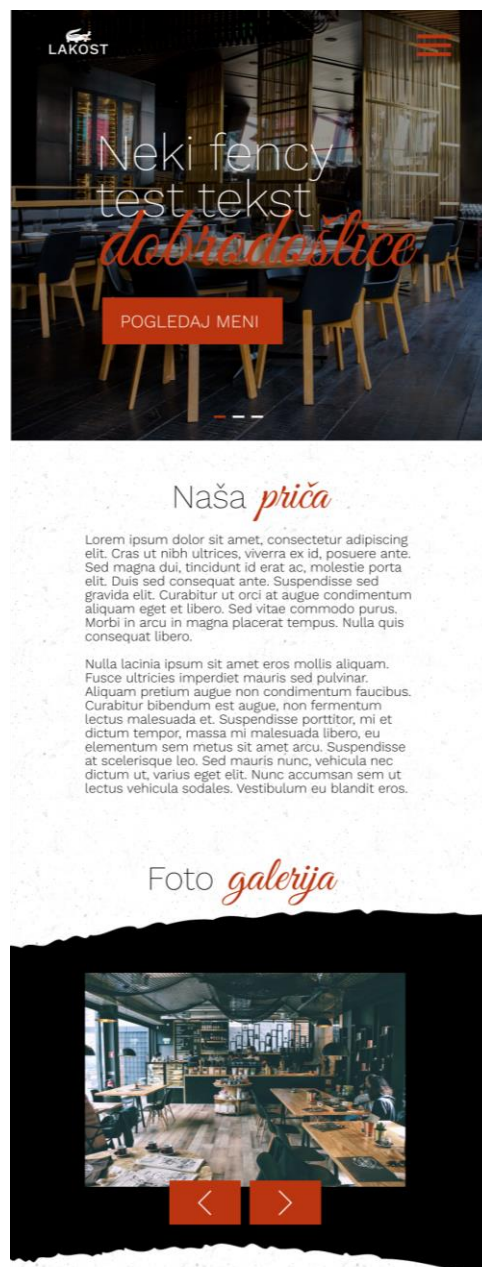 LAKOST
Neki fency
test tekst
dobrodošlice
POGLEDAJ MENI
Naša priča
Lorem ipsum dolor sit amet, consectetur adipiscing
elit. Cras ut nibh ultrices, viverra ex id, posuere ante.
Sed magna dui, tincidunt id erat ac, molestie porta
elit. Duis sed consequat ante. Suspendisse sed
gravida elit. Curabitur ut orci at augue condimentum
aliquam eget et libero. Sed vitae commodo purus.
Morbi in arcu in magna placerat tempus. Nulla quis
consequat libero.
Nulla lacinia ipsum sit amet eros mollis aliquam.
Fusce ultricies imperdiet mauris sed pulvinar.
Aliquam pretium augue non condimentum faucibus.
Curabitur bibendum est augue, non fermentum
lectus malesuada et. Suspendisse porttitor, mi et
dictum tempor, massa mi malesuada libero, eu
elementum sem metus sit amet arcu. Suspendisse
at scelerisque leo. Sed mauris nunc, vehicula nec
dictum ut, varius eget elit. Nunc accumsan sem ut
lectus vehicula sodales. Vestibulum eu blandit eros.
Foto galerija